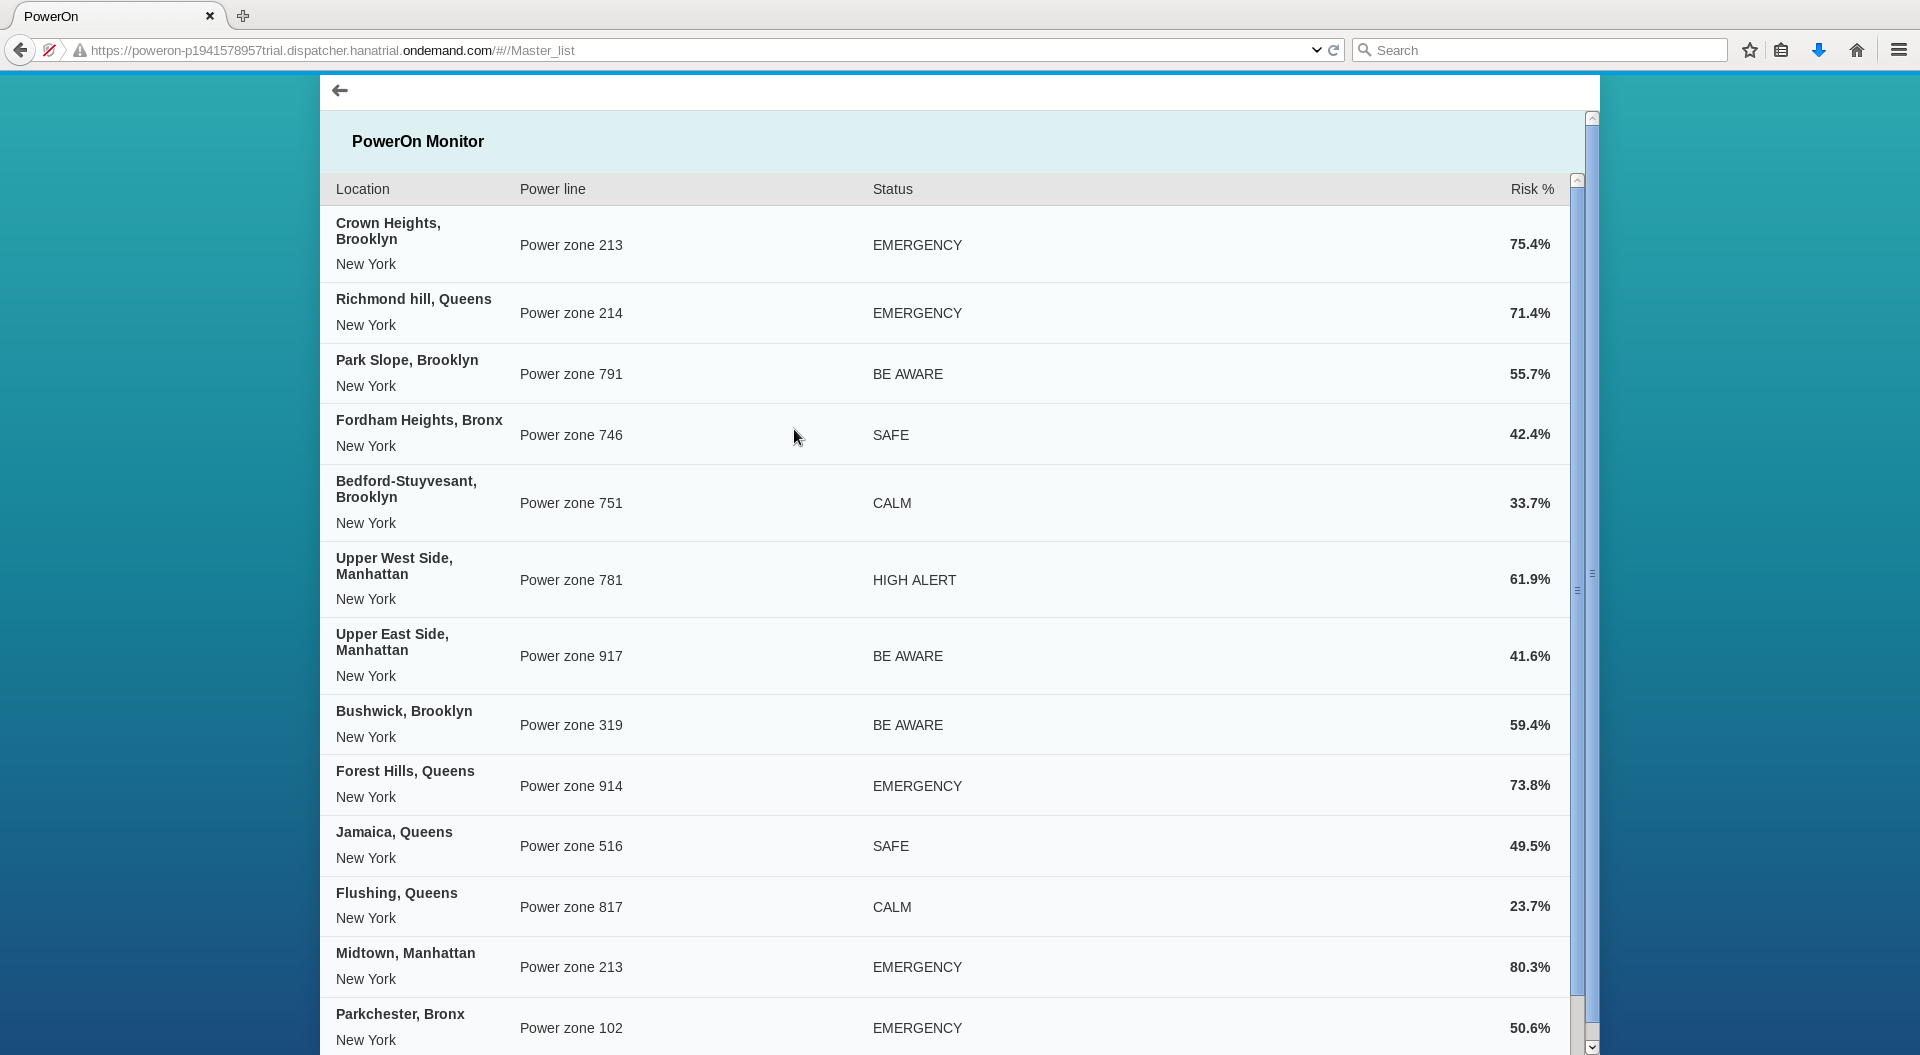 PowerOn
https://poweron-p1941578957trial.dispatcher.hanatrial.ondemand.com/#//Master_list
Search
PowerOn Monitor
Location Power line Status Risk %
Crown Heights,
Brooklyn
New York
Power zone 213 EMERGENCY 75.4%
Richmond hill, Queens
New York
Power zone 214 EMERGENCY 71.4%
Park Slope, Brooklyn
New York
Power zone 791 BE AWARE 55.7%
Fordham Heights, Bronx
New York
Power zone 746 SAFE 42.4%
Bedford-Stuyvesant,
Brooklyn
New York
Power zone 751 CALM 33.7%
Upper West Side,
Manhattan
New York
Power zone 781 HIGH ALERT 61.9%
Upper East Side,
Manhattan
New York
Power zone 917 BE AWARE 41.6%
Bushwick, Brooklyn
New York
Power zone 319 BE AWARE 59.4%
Forest Hills, Queens
New York
Power zone 914 EMERGENCY 73.8%
Jamaica, Queens
New York
Power zone 516 SAFE 49.5%
Flushing, Queens
New York
Power zone 817 CALM 23.7%
Midtown, Manhattan
New York
Power zone 213 EMERGENCY 80.3%
Parkchester, Bronx
New York
Power zone 102 EMERGENCY 50.6%